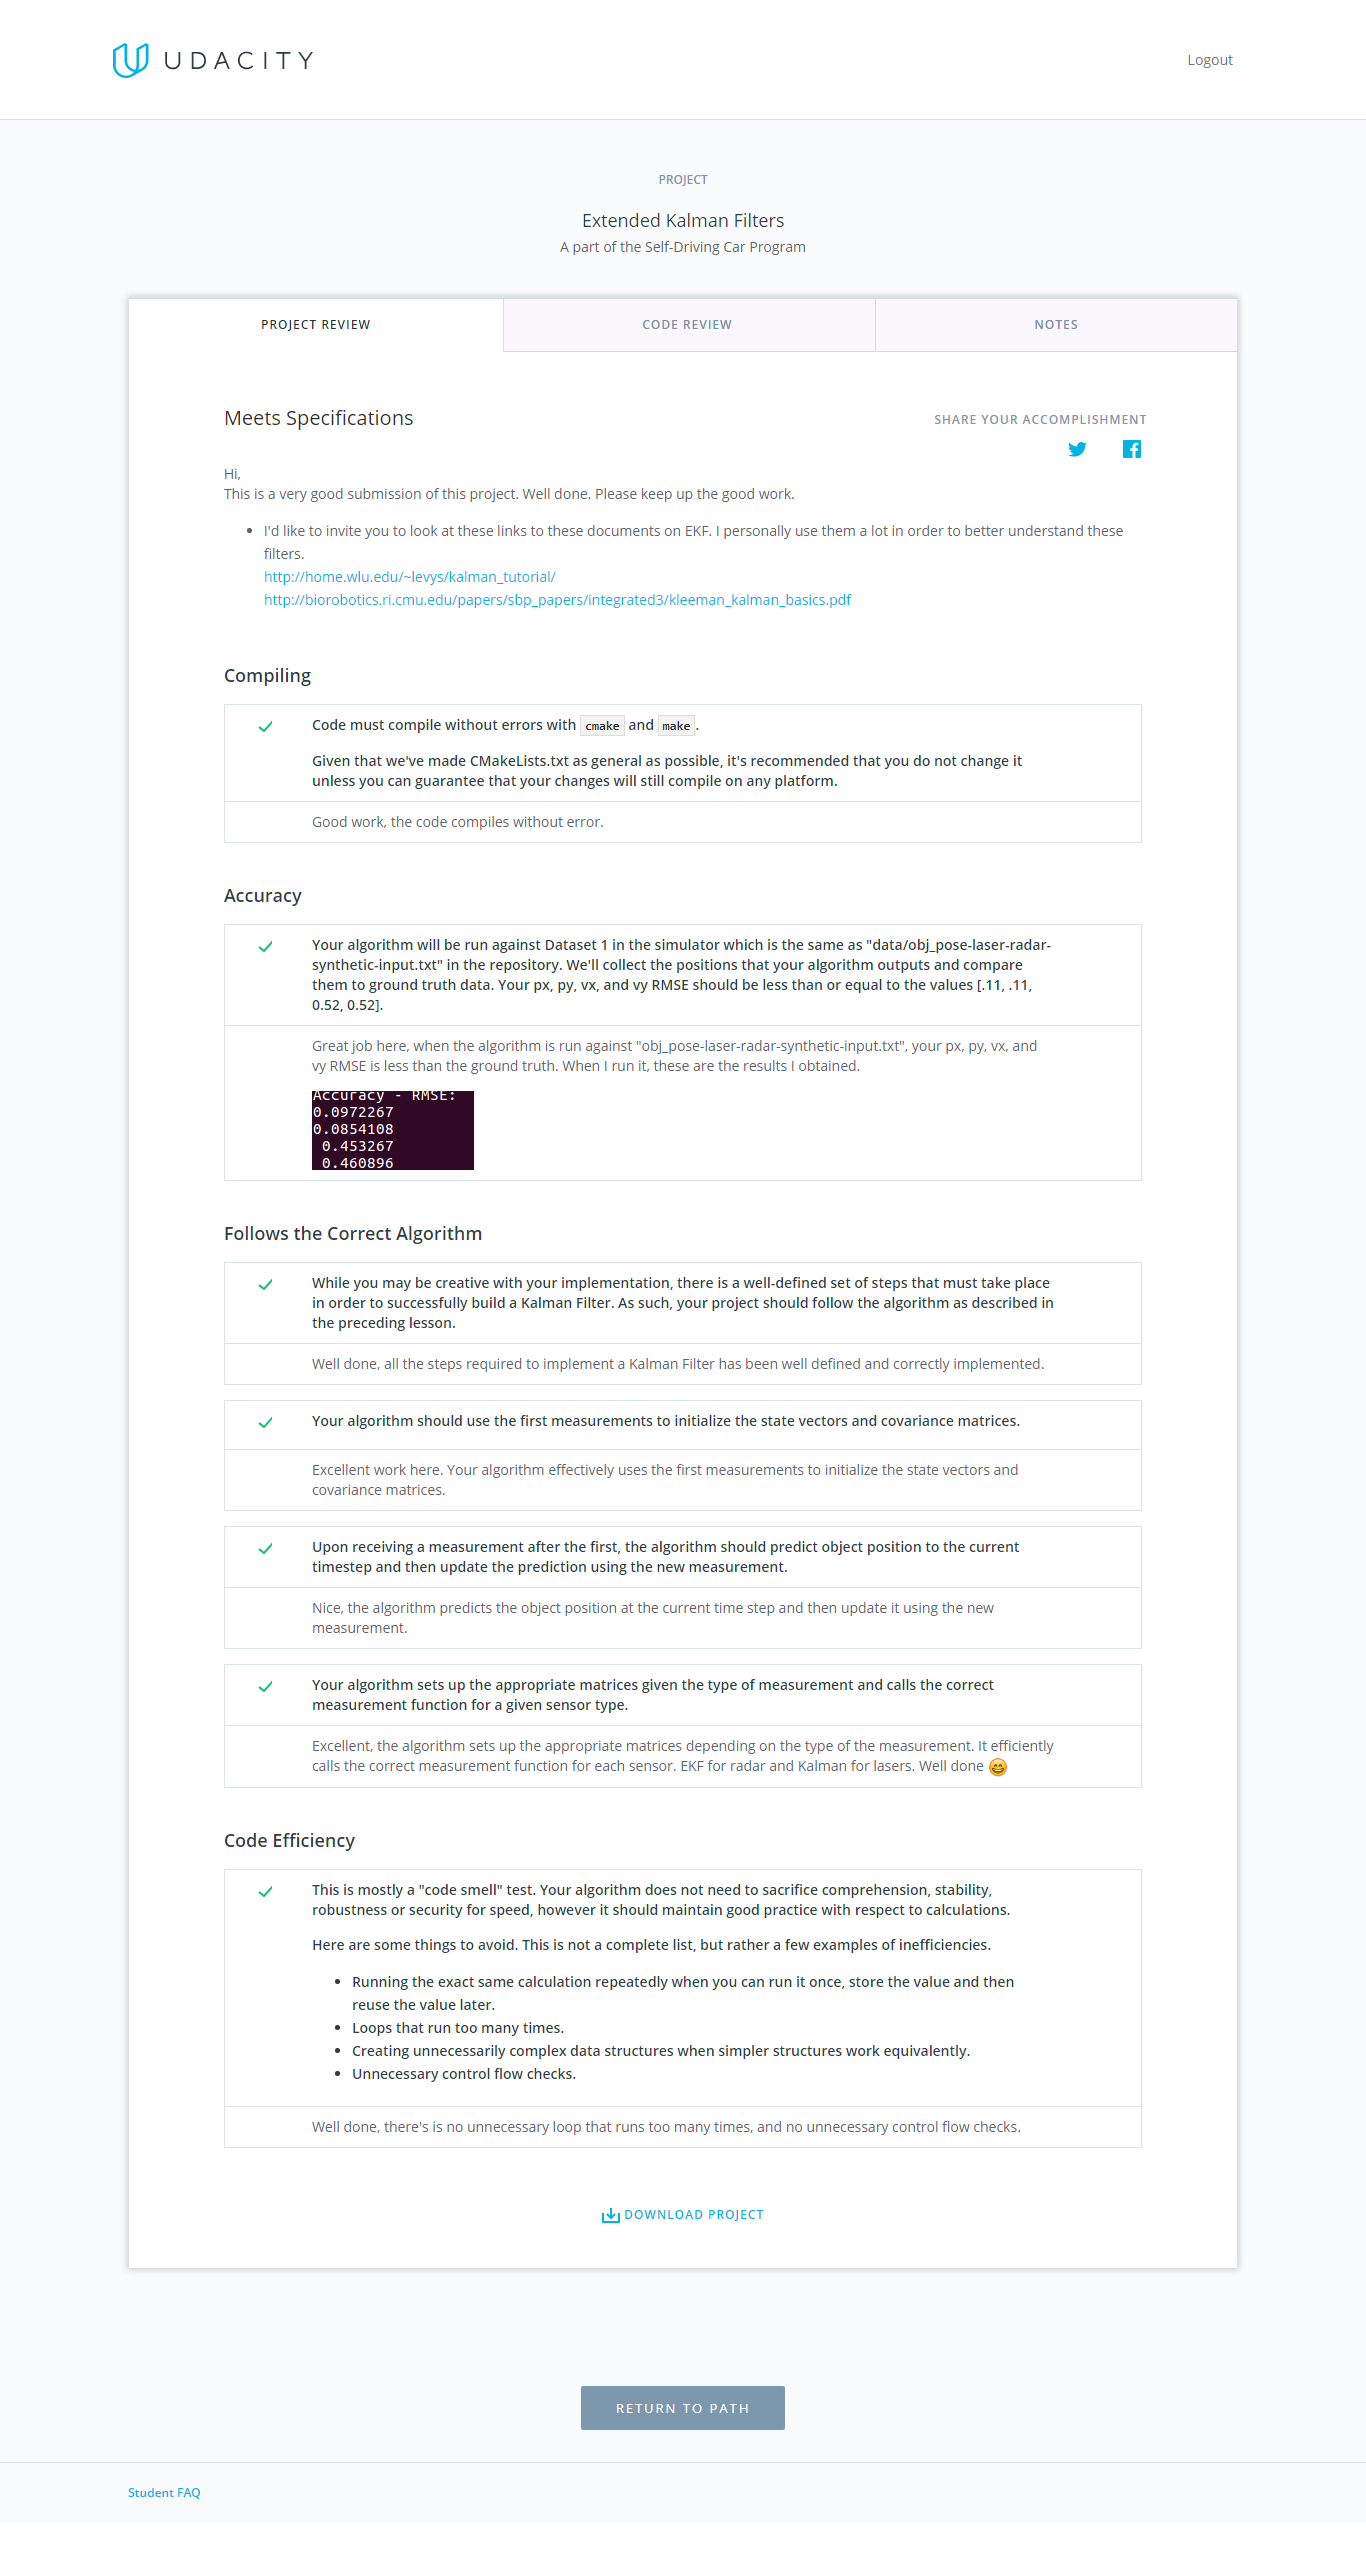 UDACITY
Logout
PROJECT
Extended Kalman Filters
A part of the Self-Driving Car Program
PROJECT REVIEW
CODE REVIEW
NOTES
Meets Specifications
SHARE YOUR ACCOMPLISHMENT
Hi,
This is a very good submission of this project. Well done. Please keep up the good work.
• I'd like to invite you to look at these links to these documents on EKF. I personally use them a lot in order to better understand these
filters.
http://home.wlu.edu/~levys/kalman_tutorial/
http://biorobotics.ri.cmu.edu/papers/sbp_papers/integrated3/kleeman_kalman_basics.pdf
Compiling
Code must compile without errors with cmake and make.
Given that we've made CMakeLists.txt as general as possible, it's recommended that you do not change it
unless you can guarantee that your changes will still compile on any platform.
Good work, the code compiles without error.
Accuracy
Your algorithm will be run against Dataset 1 in the simulator which is the same as "data/obj_pose-laser-radar-
synthetic-input.txt" in the repository. We'll collect the positions that your algorithm outputs and compare
them to ground truth data. Your px, py, vx, and vy RMSE should be less than or equal to the values [.11, .11,
0.52, 0.52].
Great job here, when the algorithm is run against "obj_pose-laser-radar-synthetic-input.txt", your px, py, vx, and
vy RMSE is less than the ground truth. When I run it, these are the results I obtained.
Accuracy - RMSE:
0.0972267
0.0854108
0.453267
0.460896
Follows the Correct Algorithm
While you may be creative with your implementation, there is a well-defined set of steps that must take place
in order to successfully build a Kalman Filter. As such, your project should follow the algorithm as described in
the preceding lesson.
Well done, all the steps required to implement a Kalman Filter has been well defined and correctly implemented.
Your algorithm should use the first measurements to initialize the state vectors and covariance matrices.
Excellent work here. Your algorithm effectively uses the first measurements to initialize the state vectors and
covariance matrices.
Upon receiving a measurement after the first, the algorithm should predict object position to the current
timestep and then update the prediction using the new measurement.
Nice, the algorithm predicts the object position at the current time step and then update it using the new
measurement.
Your algorithm sets up the appropriate matrices given the type of measurement and calls the correct
measurement function for a given sensor type.
Excellent, the algorithm sets up the appropriate matrices depending on the type of the measurement. It efficiently
calls the correct measurement function for each sensor. EKF for radar and Kalman for lasers. Well done 😄
Code Efficiency
This is mostly a "code smell" test. Your algorithm does not need to sacrifice comprehension, stability,
robustness or security for speed, however it should maintain good practice with respect to calculations.
Here are some things to avoid. This is not a complete list, but rather a few examples of inefficiencies.
• Running the exact same calculation repeatedly when you can run it once, store the value and then
reuse the value later.
• Loops that run too many times.
• Creating unnecessarily complex data structures when simpler structures work equivalently.
• Unnecessary control flow checks.
Well done, there's is no unnecessary loop that runs too many times, and no unnecessary control flow checks.
DOWNLOAD PROJECT
RETURN TO PATH
Student FAQ